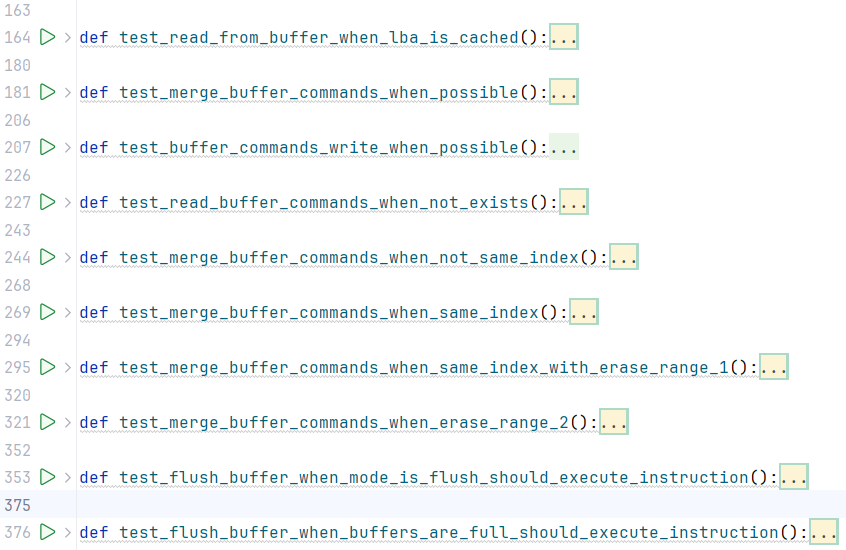 163
164 def test_read_from_buffer_when_lba_is_cached():...
180
181 def test_merge_buffer_commands_when_possible():...
206
207 def test_buffer_commands_write_when_possible():...
226
227 def test_read_buffer_commands_when_not_exists():...
243
244 def test_merge_buffer_commands_when_not_same_index():...
268
269 def test_merge_buffer_commands_when_same_index():...
294
295 def test_merge_buffer_commands_when_same_index_with_erase_range_1():...
320
321 def test_merge_buffer_commands_when_erase_range_2():...
352
353 def test_flush_buffer_when_mode_is_flush_should_execute_instruction():...
375
376 def test_flush_buffer_when_buffers_are_full_should_execute_instruction():...